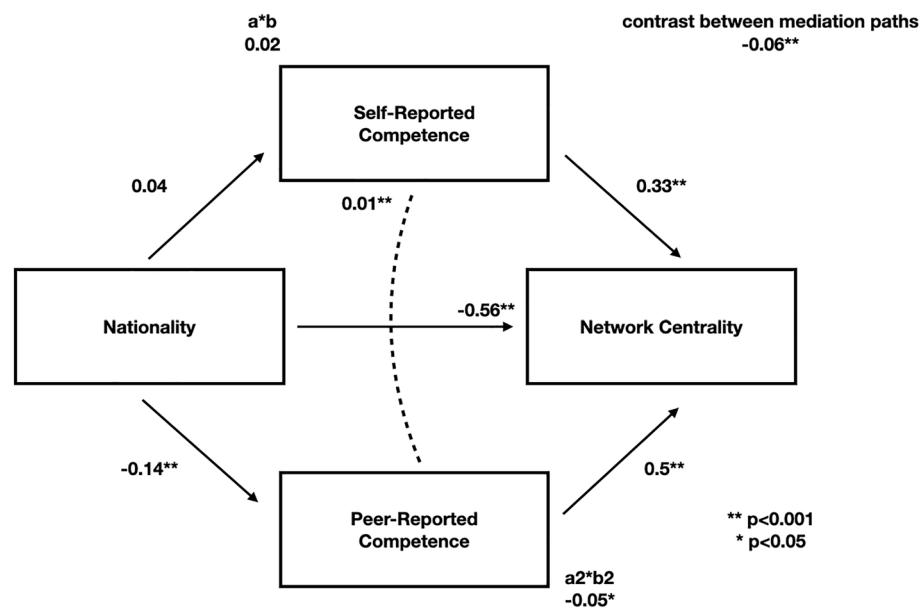 a*b
0.02
contrast between mediation paths
-0.06**
Self-Reported
Competence
0.04
0.01**
0.33**
Nationality
-0.56**
Network Centrality
-0.14**
0.5**
Peer-Reported
Competence
** p<0.001
* p<0.05
a2*b2
-0.05*